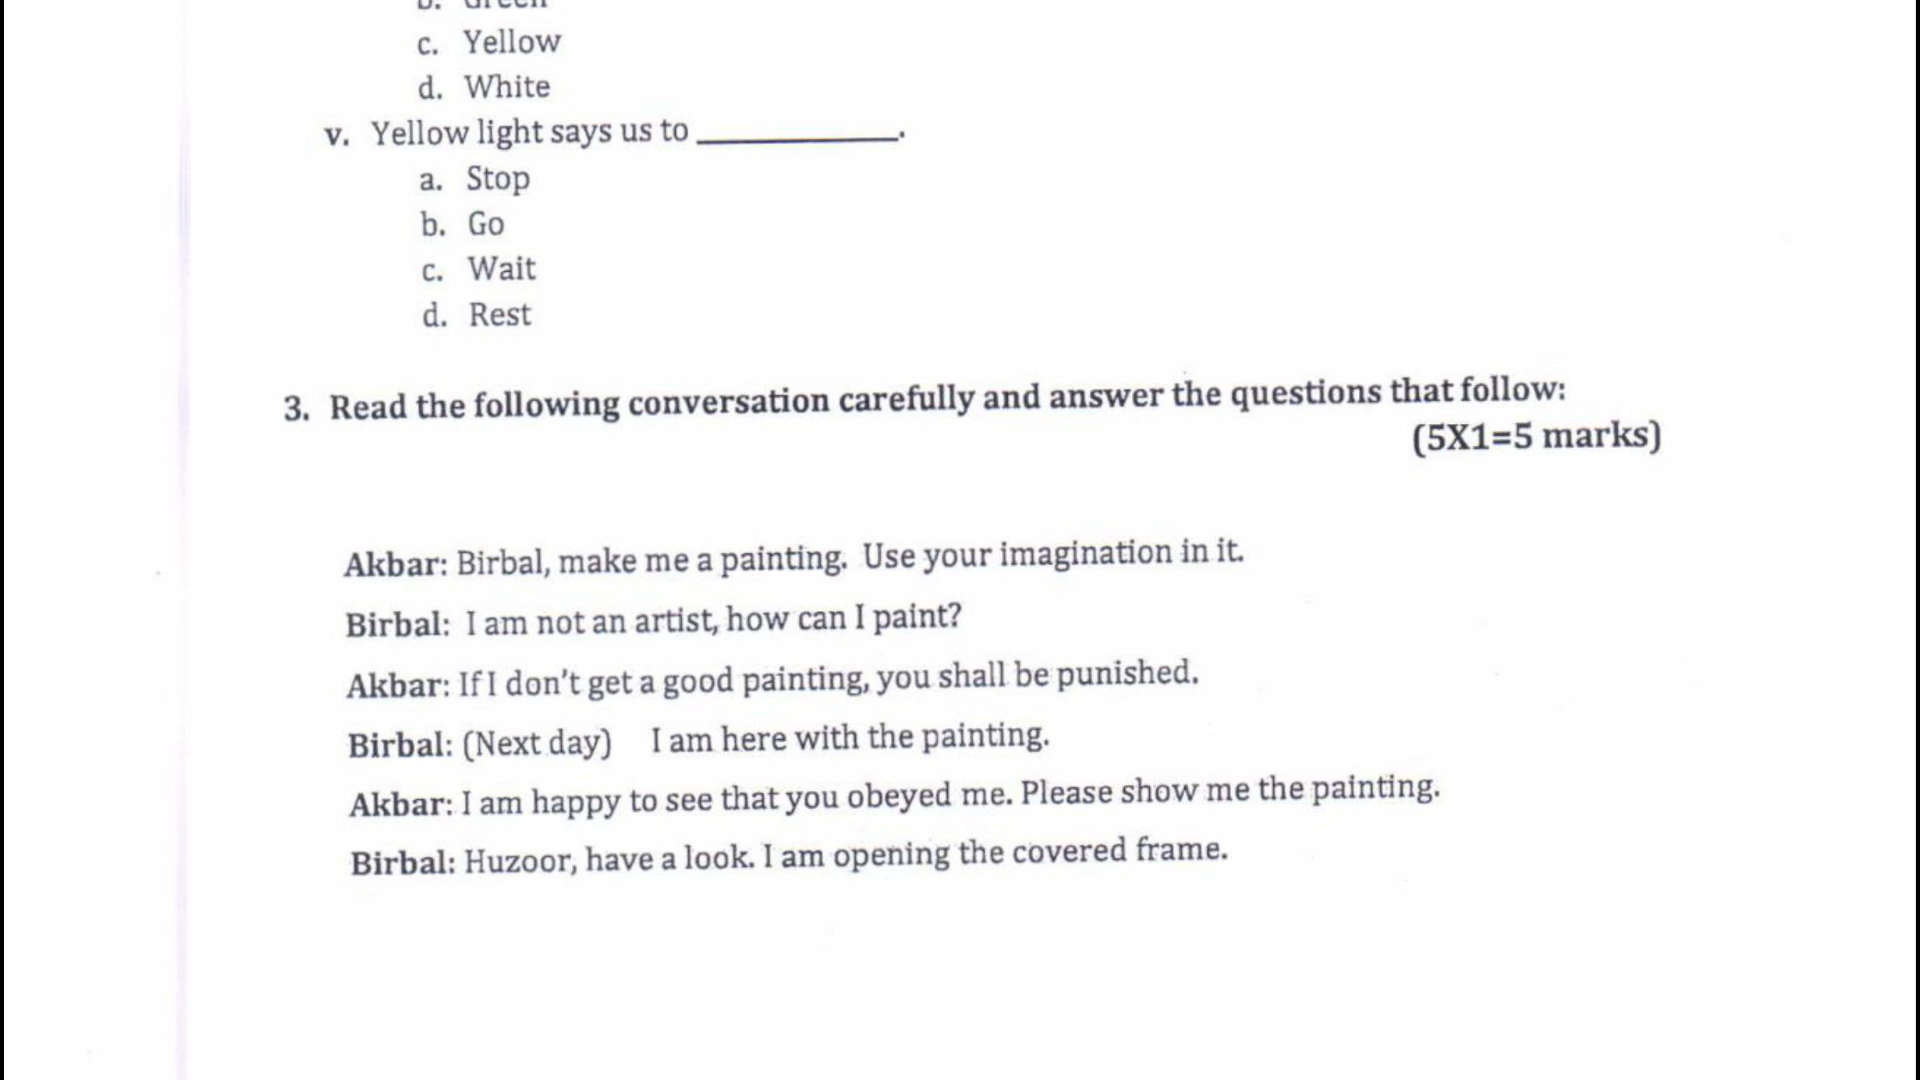 c. Yellow
d. White
v. Yellow light says us to __________.
a. Stop
b. Go
c. Wait
d. Rest
3. Read the following conversation carefully and answer the questions that follow:
(5X1=5 marks)
Akbar: Birbal, make me a painting. Use your imagination in it.
Birbal: I am not an artist, how can I paint?
Akbar: If I don't get a good painting, you shall be punished.
Birbal: (Next day) I am here with the painting.
Akbar: I am happy to see that you obeyed me. Please show me the painting.
Birbal: Huzoor, have a look. I am opening the covered frame.